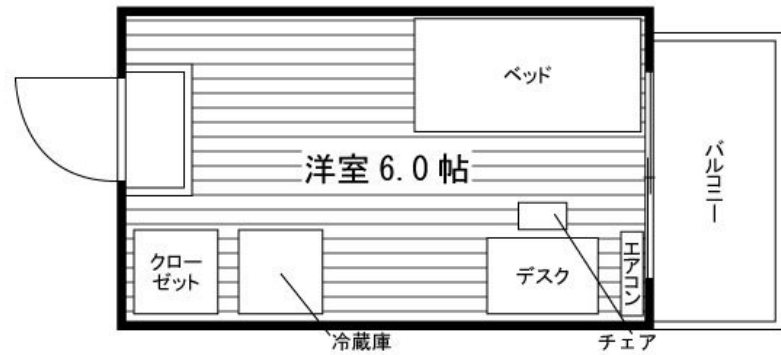 ベッド
バルコニー
洋室 6.0 帖
クロー
ゼット
デスク
エアコン
冷蔵庫
チェア